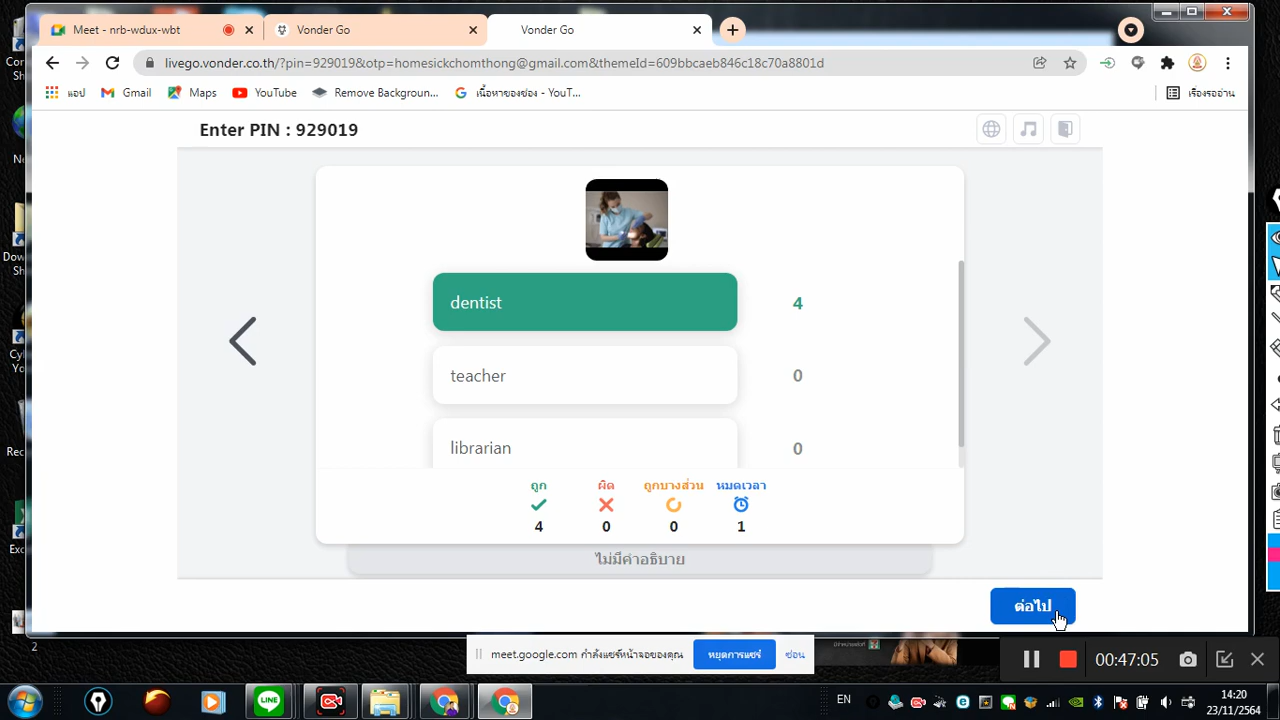 Meet - nrb-wdux-wbt
Vonder Go
Vonder Go
livego.vonder.co.th/?pin=929019&otp=homesickchomthing@gmail.com&themeId=609bbcaeb846c18c70a8801d
แอป
Gmail
Maps
YouTube
Remove Backgroun...
เนื้อหาของช่อง - YouT...
เรื่องรออ่าน
Enter PIN : 929019
dentist
4
teacher
0
librarian
0
ถูก
ผิด
ถูกบางส่วน
หมดเวลา
4
0
0
1
ไม่มีคำอธิบาย
ต่อไป
2
meet.google.com กำลังแชร์หน้าจอของคุณ
หยุดการแชร์
ซ่อน
00:47:05
EN
14:20
23/11/2564